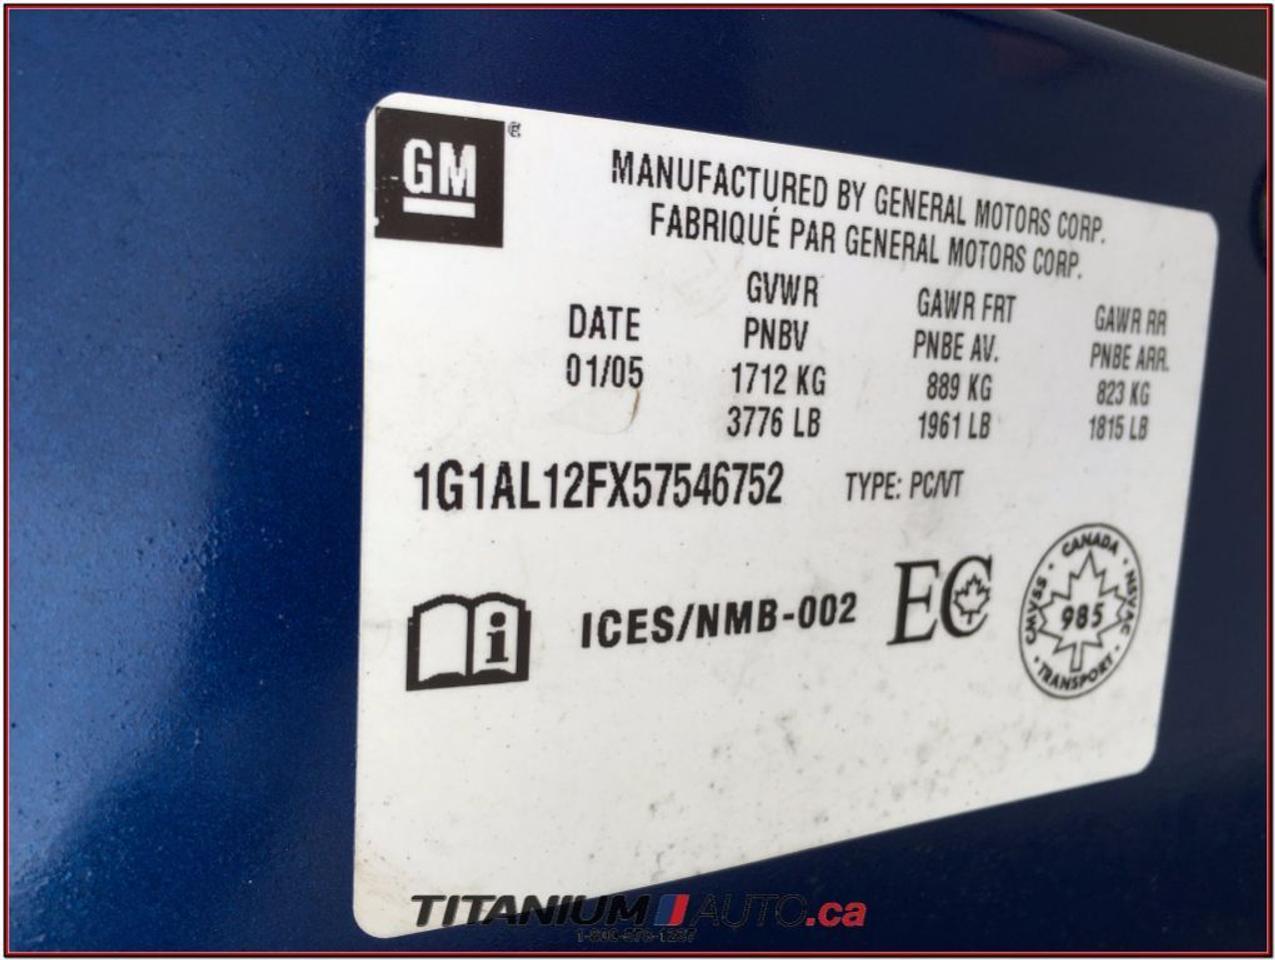 GM
MANUFACTURED BY GENERAL MOTORS CORP.
FABRIQUÉ PAR GENERAL MOTORS CORP.
DATE GVWR GAWR FRT GAWR RR
PNBV PNBE AV. PNBE ARR.
01/05 1712 KG 889 KG 823 KG
3776 LB 1961 LB 1815 LB
1G1AL12FX57546752 TYPE: PC/VT
i ICES/NMB-002 EC
CANADA
CMVSS · NSVAC
985
TRANSPORT
TITANIUM AUTO.ca